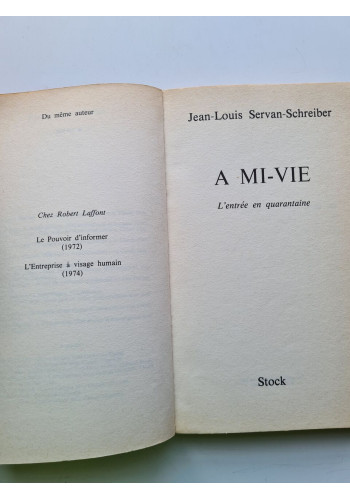 Du même auteur
Chez Robert Laffont
Le Pouvoir d'informer
(1972)
L'Entreprise à visage humain
(1974)
Jean-Louis Servan-Schreiber
A MI-VIE
L'entrée en quarantaine
Stock